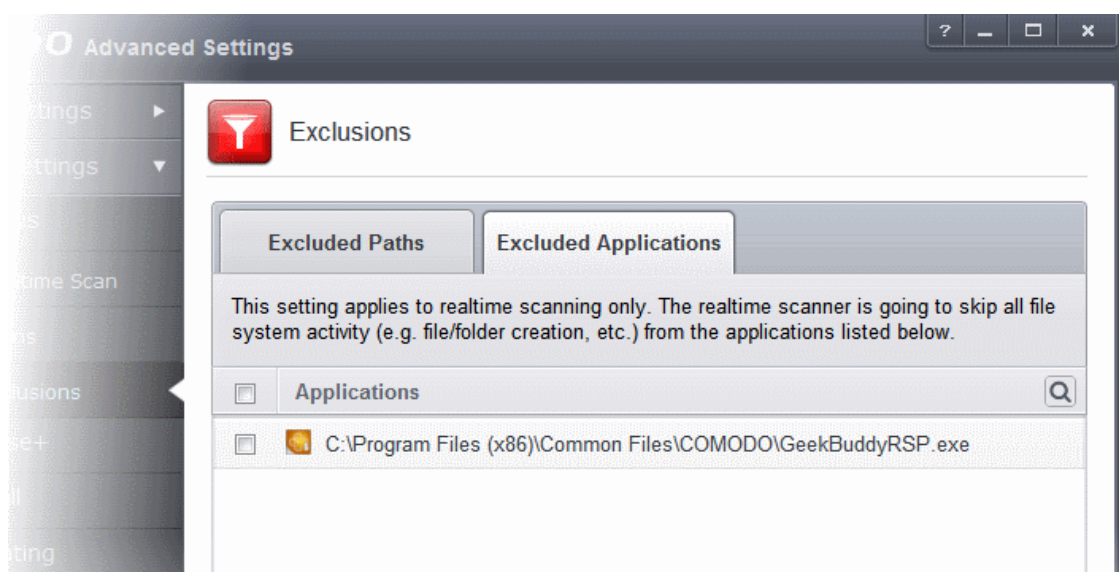 Advanced Settings
?
Exclusions
Excluded Paths
Excluded Applications
This setting applies to realtime scanning only. The realtime scanner is going to skip all file
system activity (e.g. file/folder creation, etc.) from the applications listed below.
Scan
Applications
C:\Program Files (x86)\Common Files\COMODO\GeekBuddyRSP.exe